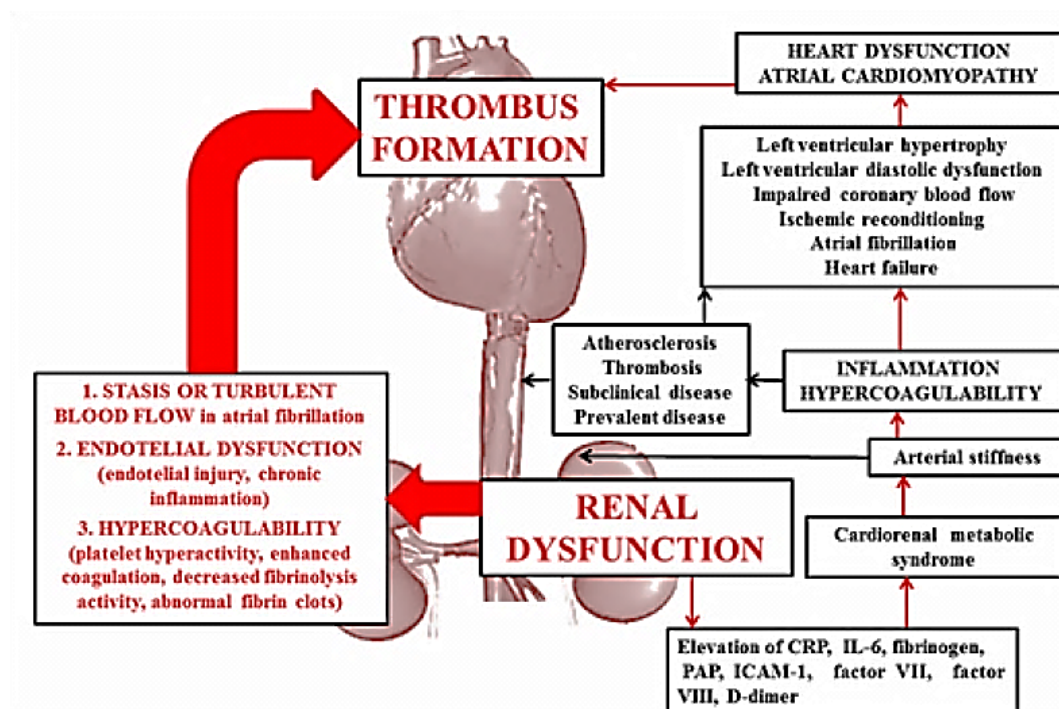 HEART DYSFUNCTION
ATRIAL CARDIOMYOPATHY
THROMBUS
FORMATION
Left ventricular hypertrophy
Left ventricular diastolic dysfunction
Impaired coronary blood flow
Ischemic reconditioning
Atrial fibrillation
Heart failure
Atherosclerosis
Thrombosis
Subclinical disease
Prevalent disease
INFLAMMATION
HYPERCOAGULABILITY
1. STASIS OR TURBULENT
BLOOD FLOW in atrial fibrillation
2. ENDOTELIAL DYSFUNCTION
(endotelial injury, chronic
inflammation)
3. HYPERCOAGULABILITY
(platelet hyperactivity, enhanced
coagulation, decreased fibrinolysis
activity, abnormal fibrin clots)
Arterial stiffness
RENAL
DYSFUNCTION
Cardiorenal metabolic
syndrome
Elevation of CRP, IL-6, fibrinogen,
PAP, ICAM-1, factor VII, factor
VIII, D-dimer